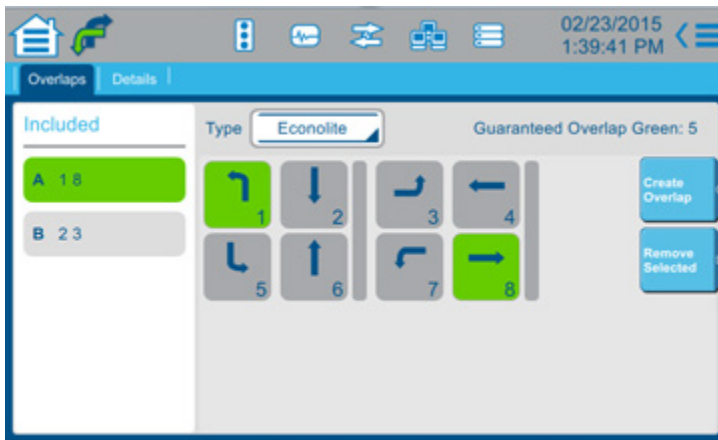 02/23/2015
1:39:41 PM
Overlaps Details
Included
Type Econolite Guaranteed Overlap Green: 5
A 1 8
B 2 3
1 2 3 4
5 6 7 8
Create
Overlap
Remove
Selected